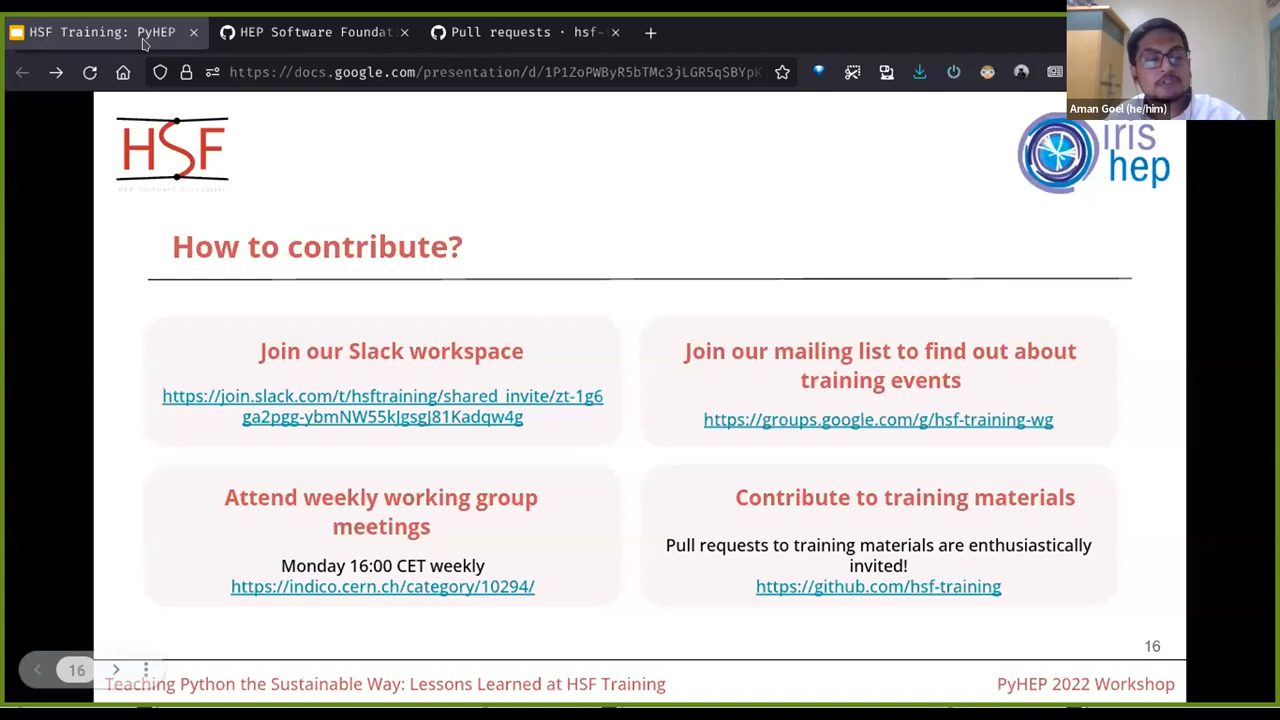 HSF Training: PyHEP
HEP Software Foundat
Pull requests · hsf-
https://docs.google.com/presentation/d/1P1ZoPWByR5bTMc3jLGR5qSBYpK
Aman Goel (he/him)
HSF
HEP Software Foundation
iris
hep
How to contribute?
Join our Slack workspace
https://join.slack.com/t/hsftraining/shared_invite/zt-1g6
ga2pgg-ybmNW55kJgsgJ81Kadqw4g
Join our mailing list to find out about
training events
https://groups.google.com/g/hsf-training-wg
Attend weekly working group
meetings
Monday 16:00 CET weekly
https://indico.cern.ch/category/10294/
Contribute to training materials
Pull requests to training materials are enthusiastically
invited!
https://github.com/hsf-training
16
16
Teaching Python the Sustainable Way: Lessons Learned at HSF Training
PyHEP 2022 Workshop